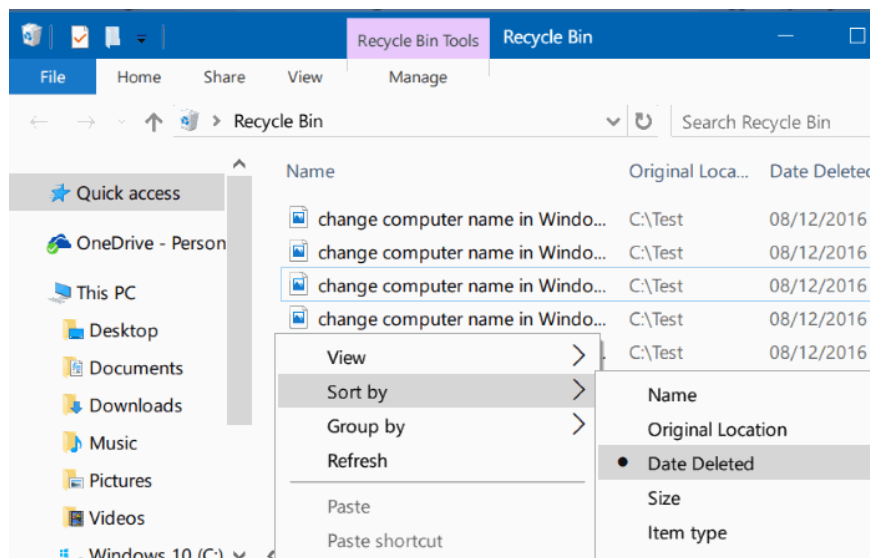 Recycle Bin Tools Recycle Bin
File Home Share View Manage
Recycle Bin Search Recycle Bin
Name Original Loca... Date Deleted
Quick access
OneDrive - Person
This PC
Desktop
Documents
Downloads
Music
Pictures
Videos
Windows 10 (C:)
change computer name in Windo... C:\Test 08/12/2016
change computer name in Windo... C:\Test 08/12/2016
change computer name in Windo... C:\Test 08/12/2016
change computer name in Windo... C:\Test 08/12/2016
C:\Test 08/12/2016
View
Sort by
Group by
Refresh
Paste
Paste shortcut
Name
Original Location
Date Deleted
Size
Item type